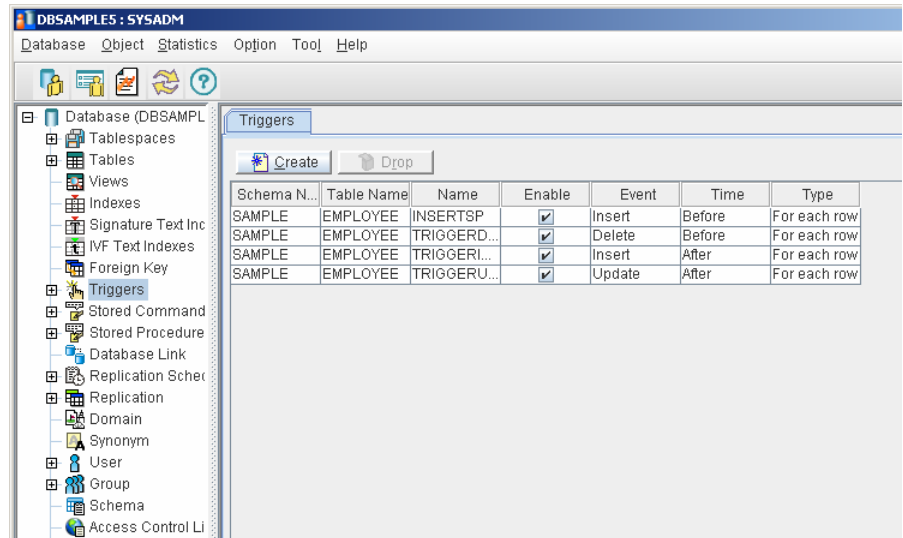 DBSAMPLE5 : SYSADM
Database Object Statistics Option Tool Help
Database (DBSAMPL
Tablespaces
Tables
Views
Indexes
Signature Text Inc
IVF Text Indexes
Foreign Key
Triggers
Stored Command
Stored Procedure
Database Link
Replication Sched
Replication
Domain
Synonym
User
Group
Schema
Access Control Li
Triggers
Create Drop
Schema N... Table Name Name Enable Event Time Type
SAMPLE EMPLOYEE INSERTSP Insert Before For each row
SAMPLE EMPLOYEE TRIGGERD... Delete Before For each row
SAMPLE EMPLOYEE TRIGGERI... Insert After For each row
SAMPLE EMPLOYEE TRIGGERU... Update After For each row